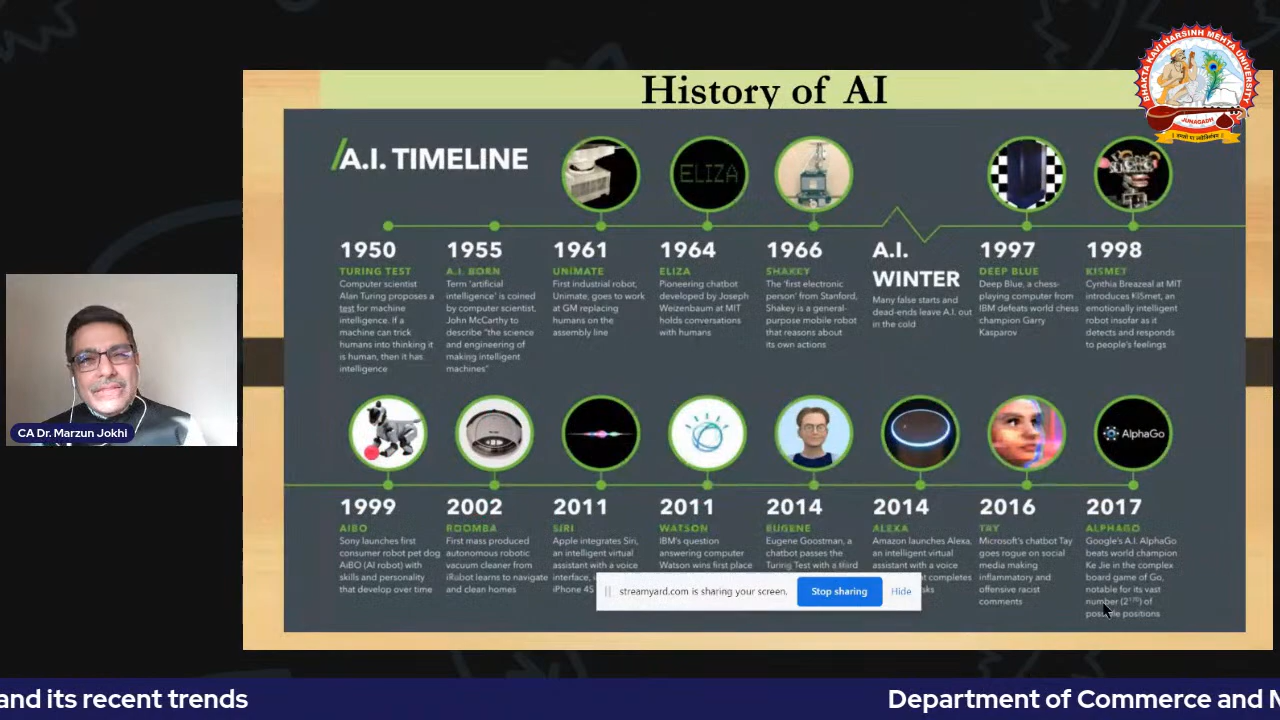 History of AI
BHAKTA KAVI NARSINH MEHTA UNIVERSITY
JUNAGADH
A.I. TIMELINE
ELIZA
1950
TURING TEST
Computer scientist
Alan Turing proposes a
test for machine
intelligence. If a
machine can trick
humans into thinking it
is human, then it has
intelligence
1955
A.I. BORN
Term 'artificial
intelligence' is coined
by computer scientist,
John McCarthy to
describe "the science
and engineering of
making intelligent
machines"
1961
UNIMATE
First industrial robot,
Unimate, goes to work
at GM replacing
humans on the
assembly line
1964
ELIZA
Pioneering chatbot
developed by Joseph
Weizenbaum at MIT
holds conversations
with humans
1966
SHAKEY
The 'first electronic
person' from Stanford,
Shakey is a general-
purpose mobile robot
that reasons about
its own actions
A.I.
WINTER
Many false starts and
dead-ends leave A.I. out
in the cold
1997
DEEP BLUE
Deep Blue, a chess-
playing computer from
IBM defeats world chess
champion Garry
Kasparov
1998
KISMET
Cynthia Breazeal at MIT
introduces KISmet, an
emotionally intelligent
robot insofar as it
detects and responds
to people's feelings
AlphaGo
1999
AIBO
Sony launches first
consumer robot pet dog
AiBO (AI robot) with
skills and personality
that develop over time
2002
ROOMBA
First mass produced
autonomous robotic
vacuum cleaner from
iRobot learns to navigate
and clean homes
2011
SIRI
Apple integrates Siri,
an intelligent virtual
assistant with a voice
interface,
iPhone 4S
2011
WATSON
IBM's question
answering computer
Watson wins first place
2014
EUGENE
Eugene Goostman, a
chatbot passes the
Turing Test with a third
2014
ALEXA
Amazon launches Alexa,
an intelligent virtual
assistant with a voice
completes
2016
TAY
Microsoft's chatbot Tay
goes rogue on social
media making
inflammatory and
offensive racist
comments
2017
ALPHAGO
Google's A.I. AlphaGo
beats world champion
Ke Jie in the complex
board game of Go,
notable for its vast
number of
possible positions
streamyard.com is sharing your screen.
Stop sharing
Hide
CA Dr. Marzun Jokhi
and its recent trends
Department of Commerce and M